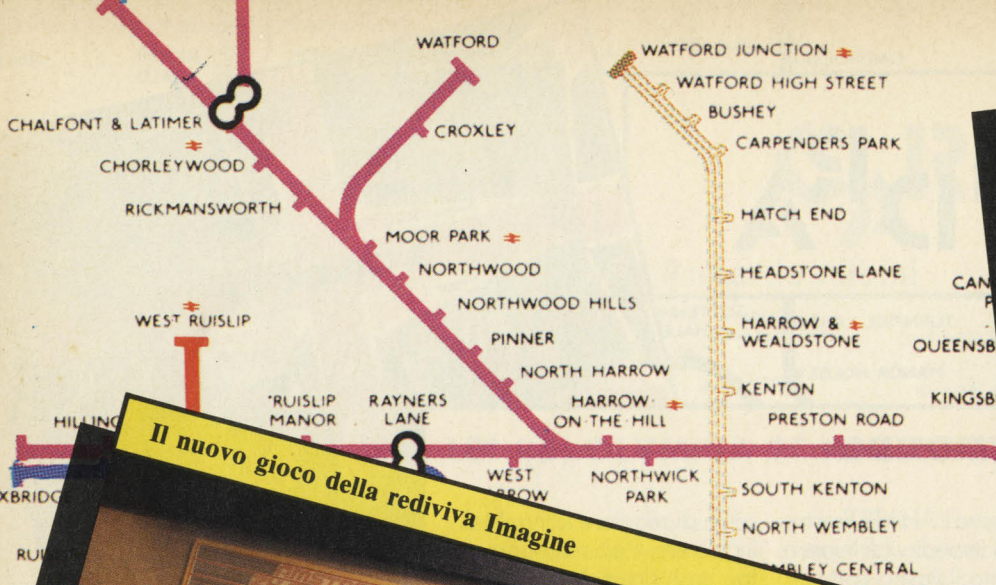 WATFORD
WATFORD JUNCTION
WATFORD HIGH STREET
BUSHEY
CARPENDERS PARK
CHALFONT & LATIMER
CROXLEY
CHORLEYWOOD
RICKMANSWORTH
HATCH END
MOOR PARK
NORTHWOOD
HEADSTONE LANE
NORTHWOOD HILLS
WEST RUISLIP
HARROW &
WEALDSTONE
PINNER
NORTH HARROW
KENTON
RUISLIP
MANOR
RAYNERS
LANE
HARROW
ON·THE·HILL
PRESTON ROAD
WEST
NORTHWICK
PARK
SOUTH KENTON
NORTH WEMBLEY
CENTRAL
Il nuovo gioco della rediviva Imagine